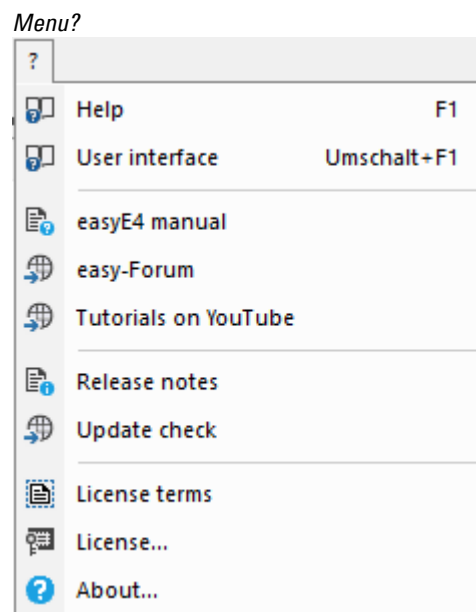 Menu?
?
Help F1
User interface Umschalt+F1
easyE4 manual
easy-Forum
Tutorials on YouTube
Release notes
Update check
License terms
License...
About...